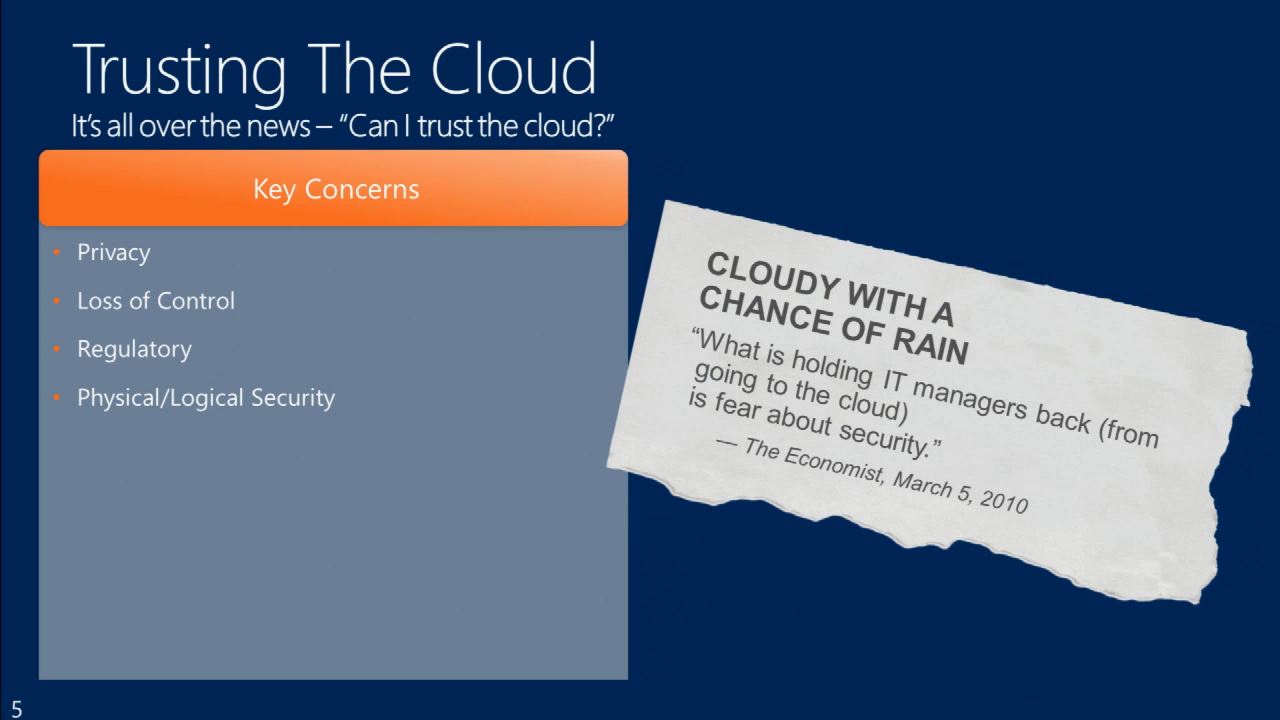 Trusting The Cloud
It's all over the news – “Can I trust the cloud?”
Key Concerns
• Privacy
• Loss of Control
• Regulatory
• Physical/Logical Security
CLOUDY WITH A
CHANCE OF RAIN
“What is holding IT managers back (from
going to the cloud)
is fear about security.”
— The Economist, March 5, 2010
5